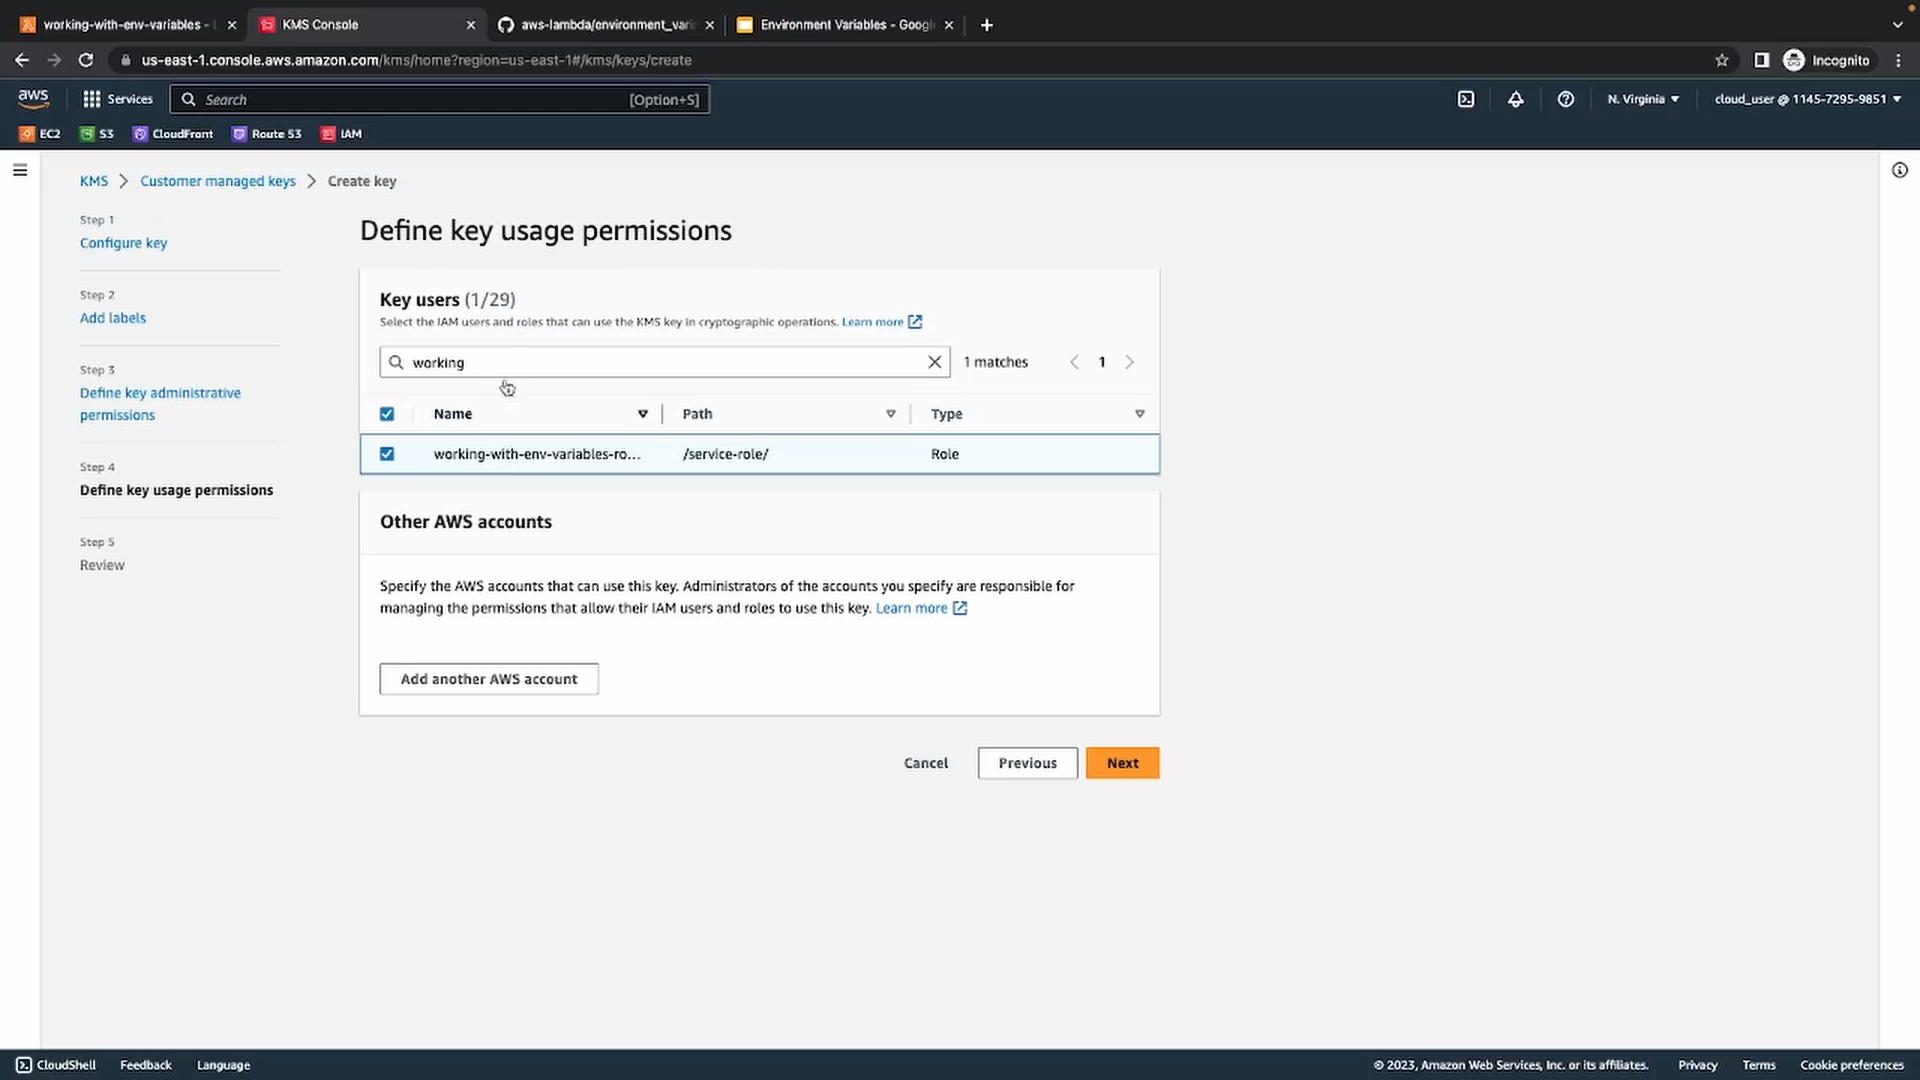 working-with-env-variables - L
KMS Console
aws-lambda/environment_varia
Environment Variables - Google
us-east-1.console.aws.amazon.com/kms/home?region=us-east-1#/kms/keys/create
Incognito
aws
Services
Search
[Option+S]
N. Virginia
cloud_user @ 1145-7295-9851
EC2
S3
CloudFront
Route 53
IAM
KMS
Customer managed keys
Create key
Step 1
Configure key
Step 2
Add labels
Step 3
Define key administrative
permissions
Step 4
Define key usage permissions
Step 5
Review
Define key usage permissions
Key users (1/29)
Select the IAM users and roles that can use the KMS key in cryptographic operations. Learn more
working
1 matches
1
Name
Path
Type
working-with-env-variables-ro...
/service-role/
Role
Other AWS accounts
Specify the AWS accounts that can use this key. Administrators of the accounts you specify are responsible for
managing the permissions that allow their IAM users and roles to use this key. Learn more
Add another AWS account
Cancel
Previous
Next
CloudShell
Feedback
Language
© 2023, Amazon Web Services, Inc. or its affiliates.
Privacy
Terms
Cookie preferences